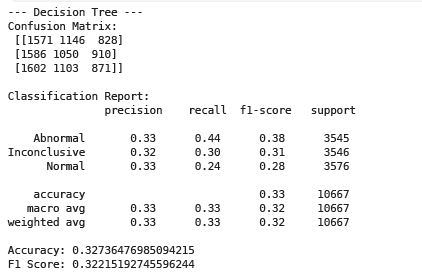 --- Decision Tree ---
Confusion Matrix:
[[1571 1146 828]
[1586 1050 910]
[1602 1103 871]]
Classification Report:
precision recall f1-score support
Abnormal 0.33 0.44 0.38 3545
Inconclusive 0.32 0.30 0.31 3546
Normal 0.33 0.24 0.28 3576
accuracy 0.33 10667
macro avg 0.33 0.33 0.32 10667
weighted avg 0.33 0.33 0.32 10667
Accuracy: 0.32736476985094215
F1 Score: 0.32215192745596244